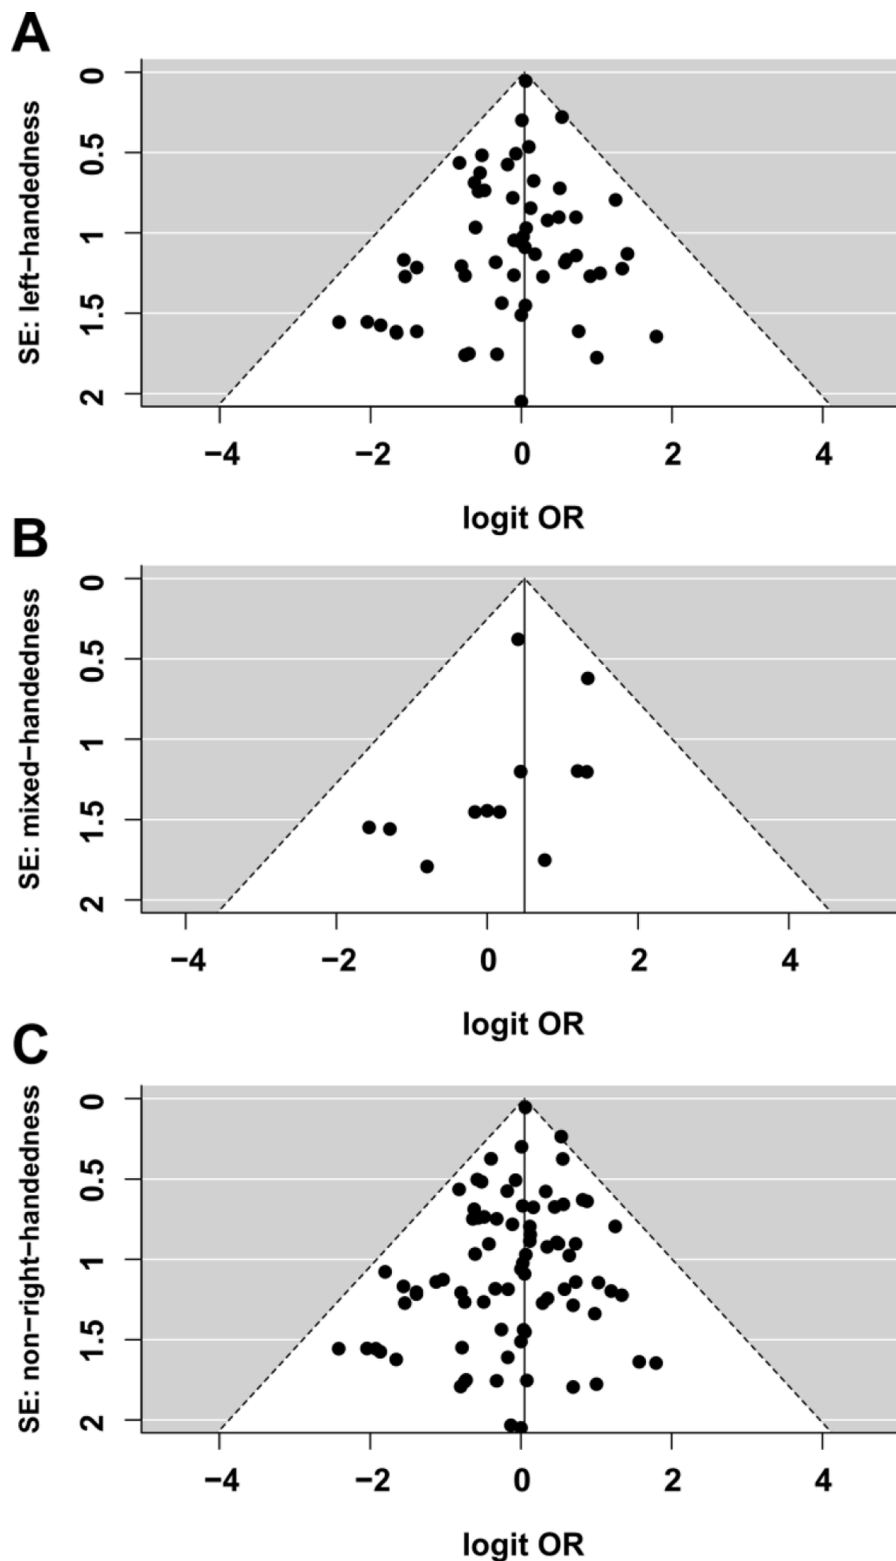 A
SE: left−handedness
0
0.5
1
1.5
2
−4 −2 0 2 4
logit OR
B
SE: mixed−handedness
0
0.5
1
1.5
2
−4 −2 0 2 4
logit OR
C
SE: non−right−handedness
0
0.5
1
1.5
2
−4 −2 0 2 4
logit OR